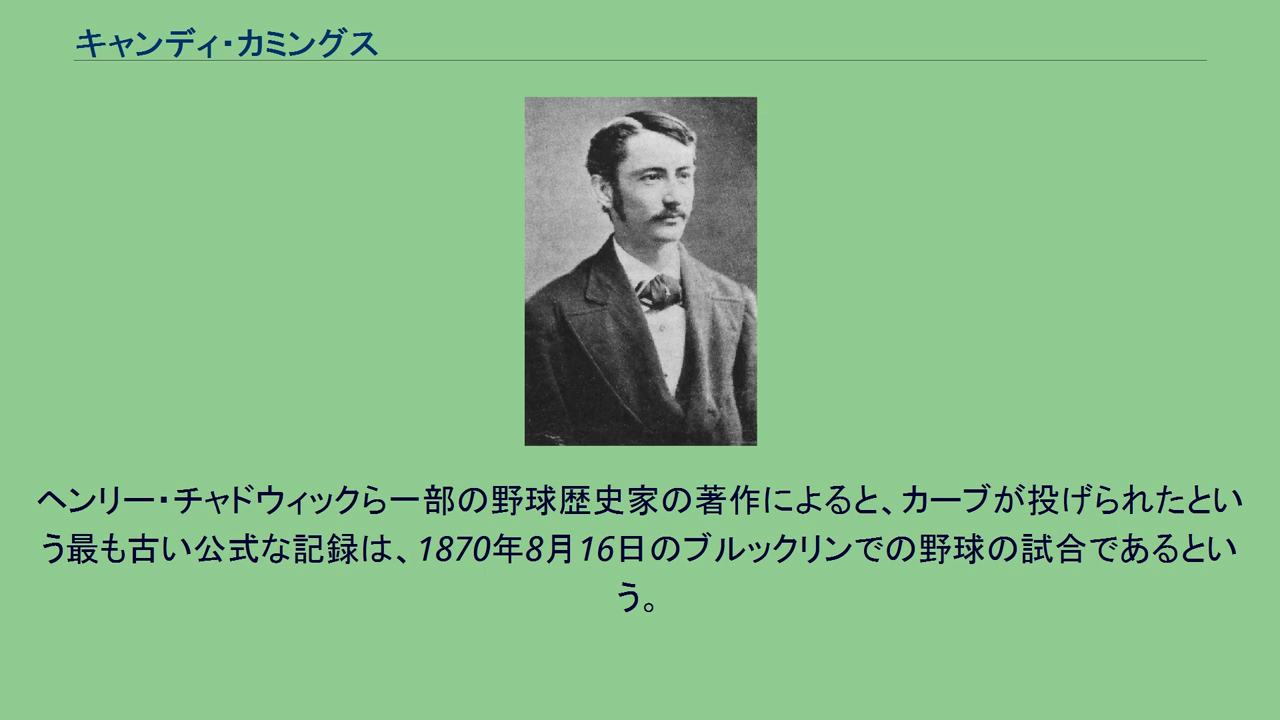 キャンディ・カミングス
ヘンリー・チャドウィックら一部の野球歴史家の著作によると、カーブが投げられたとい
う最も古い公式な記録は、1870年8月16日のブルックリンでの野球の試合であるとい
う。